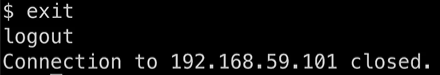 $ exit
logout
Connection to 192.168.59.101 closed.